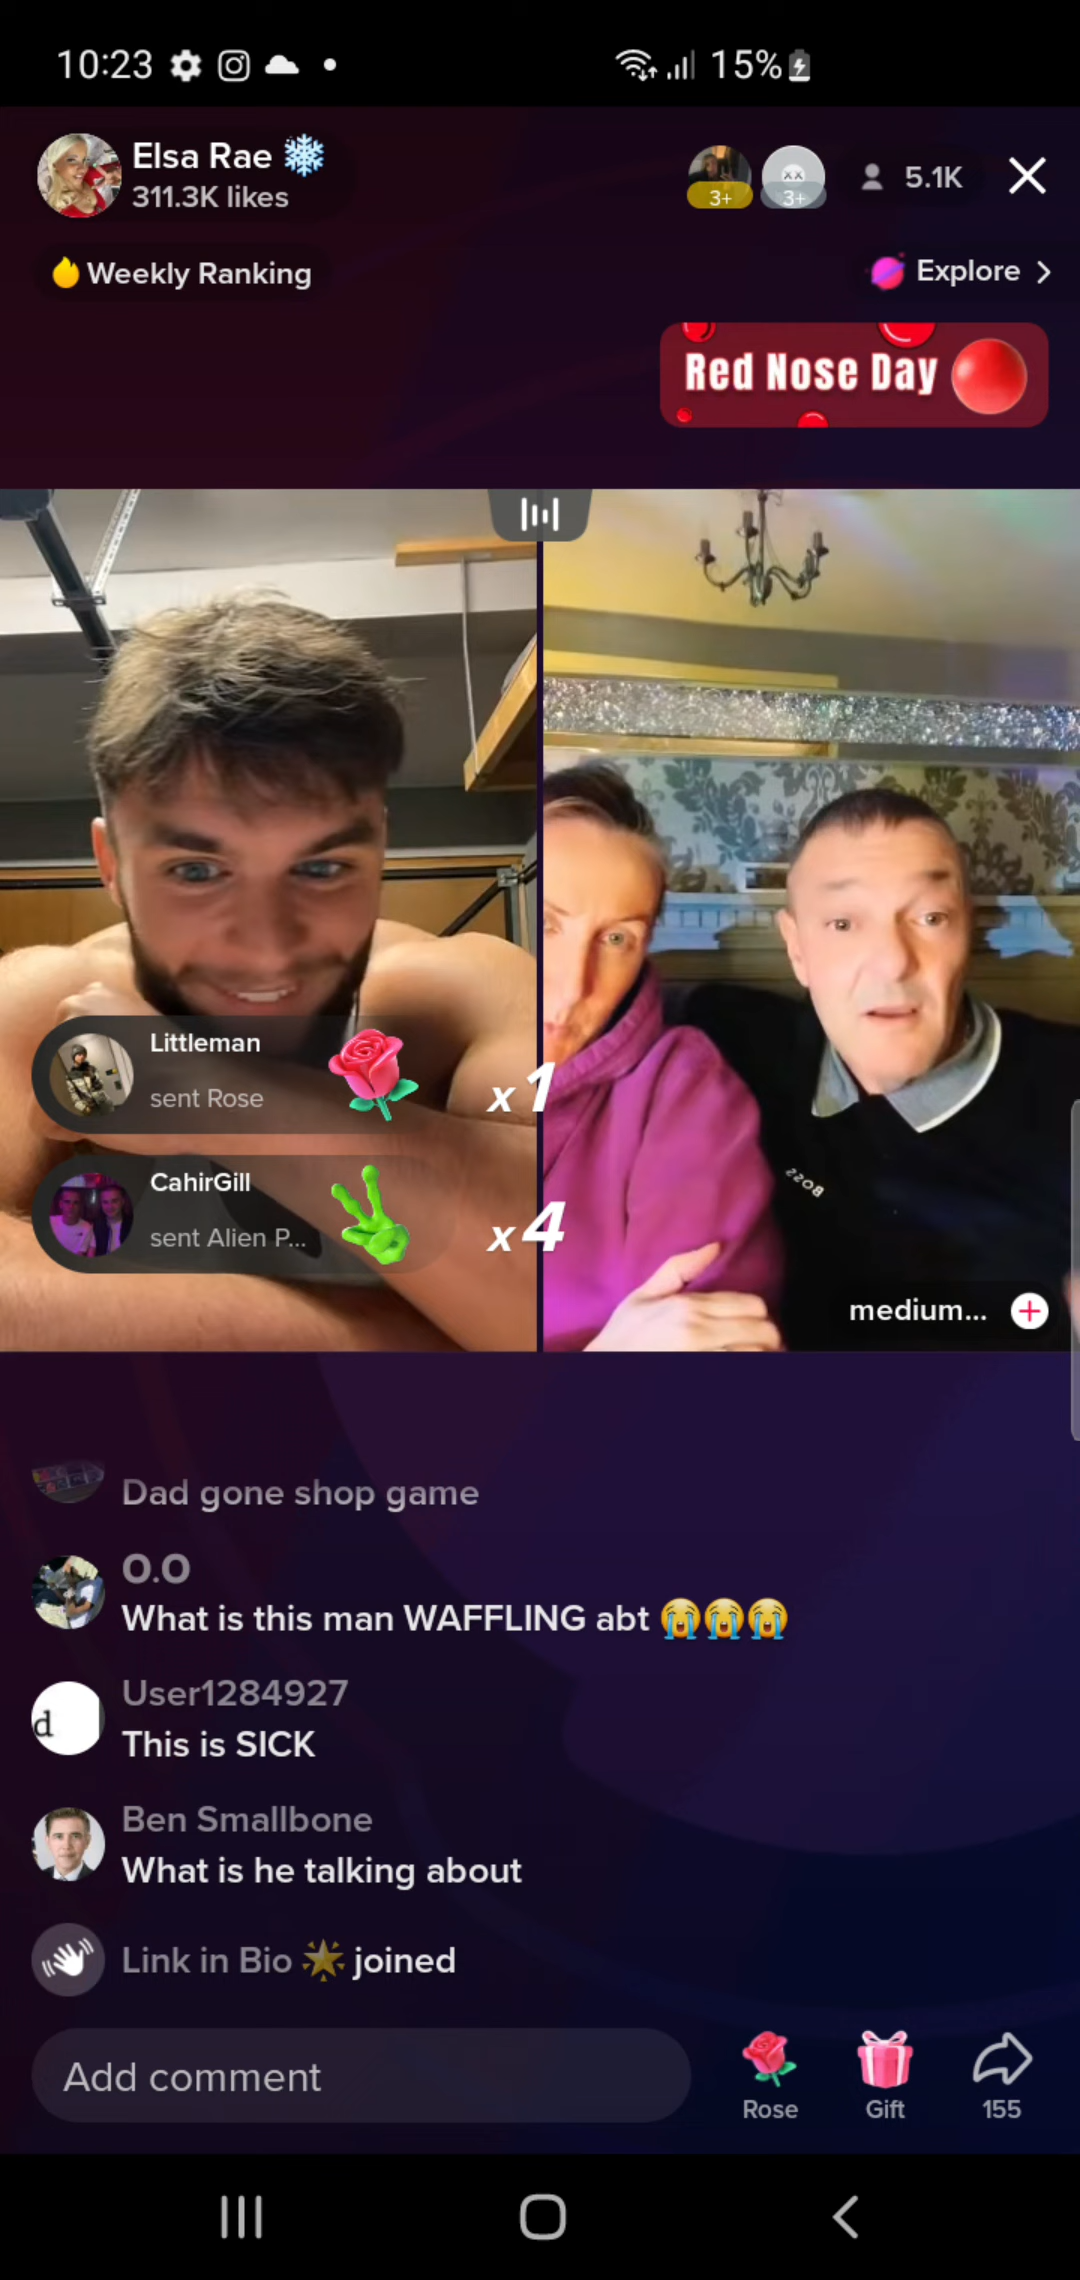 10:23
15%
Elsa Rae ❄️
311.3K likes
3+
3+
5.1K
Weekly Ranking
Explore >
Red Nose Day
Littleman
sent Rose
x1
CahirGill
sent Alien P...
x4
BOSS
medium...
Dad gone shop game
O.O
What is this man WAFFLING abt 😭😭😭
User1284927
d
This is SICK
Ben Smallbone
What is he talking about
Link in Bio 🌟 joined
Add comment
Rose
Gift
155